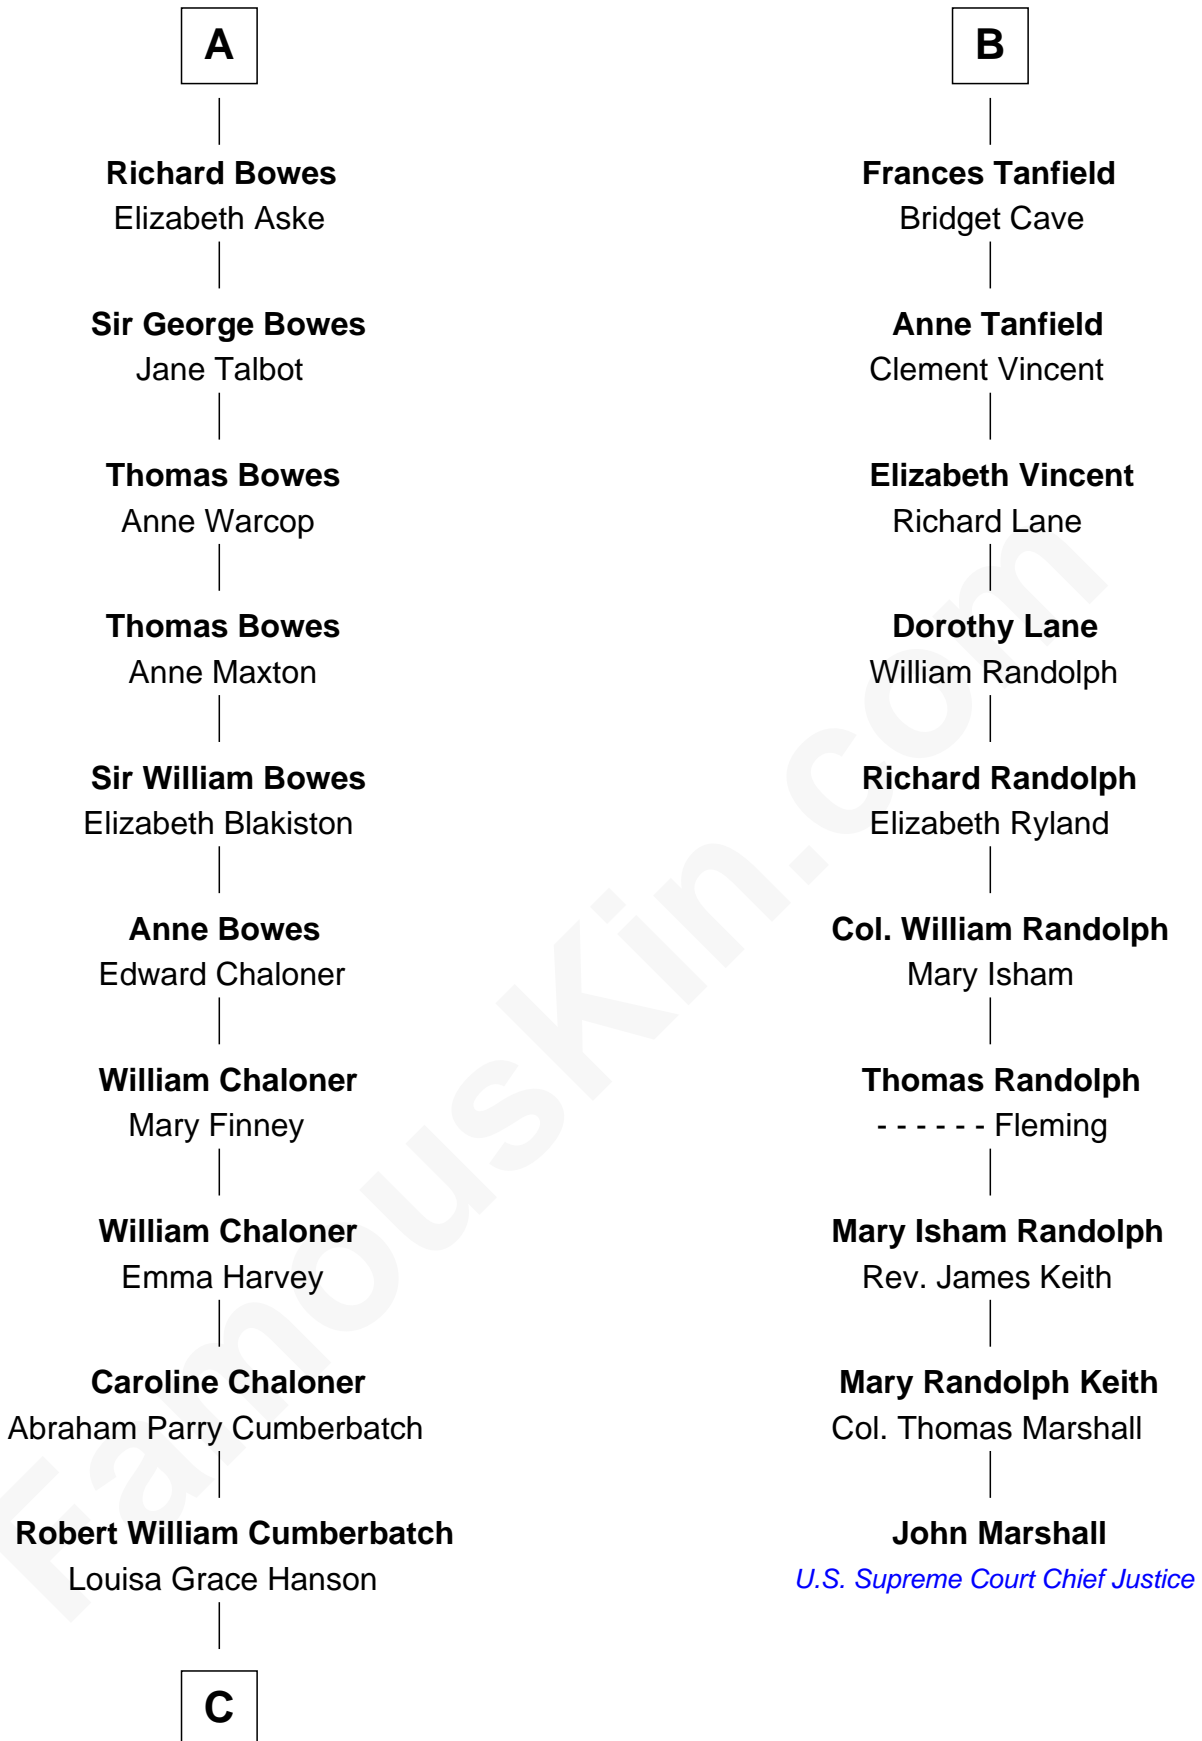 A
Richard Bowes
Elizabeth Aske
Sir George Bowes
Jane Talbot
Thomas Bowes
Anne Warcop
Thomas Bowes
Anne Maxton
Sir William Bowes
Elizabeth Blakiston
Anne Bowes
Edward Chaloner
William Chaloner
Mary Finney
William Chaloner
Emma Harvey
Caroline Chaloner
Abraham Parry Cumberbatch
Robert William Cumberbatch
Louisa Grace Hanson
C
B
Frances Tanfield
Bridget Cave
Anne Tanfield
Clement Vincent
Elizabeth Vincent
Richard Lane
Dorothy Lane
William Randolph
Richard Randolph
Elizabeth Ryland
Col. William Randolph
Mary Isham
Thomas Randolph
- - - - - - Fleming
Mary Isham Randolph
Rev. James Keith
Mary Randolph Keith
Col. Thomas Marshall
John Marshall
U.S. Supreme Court Chief Justice
FamousKin.com